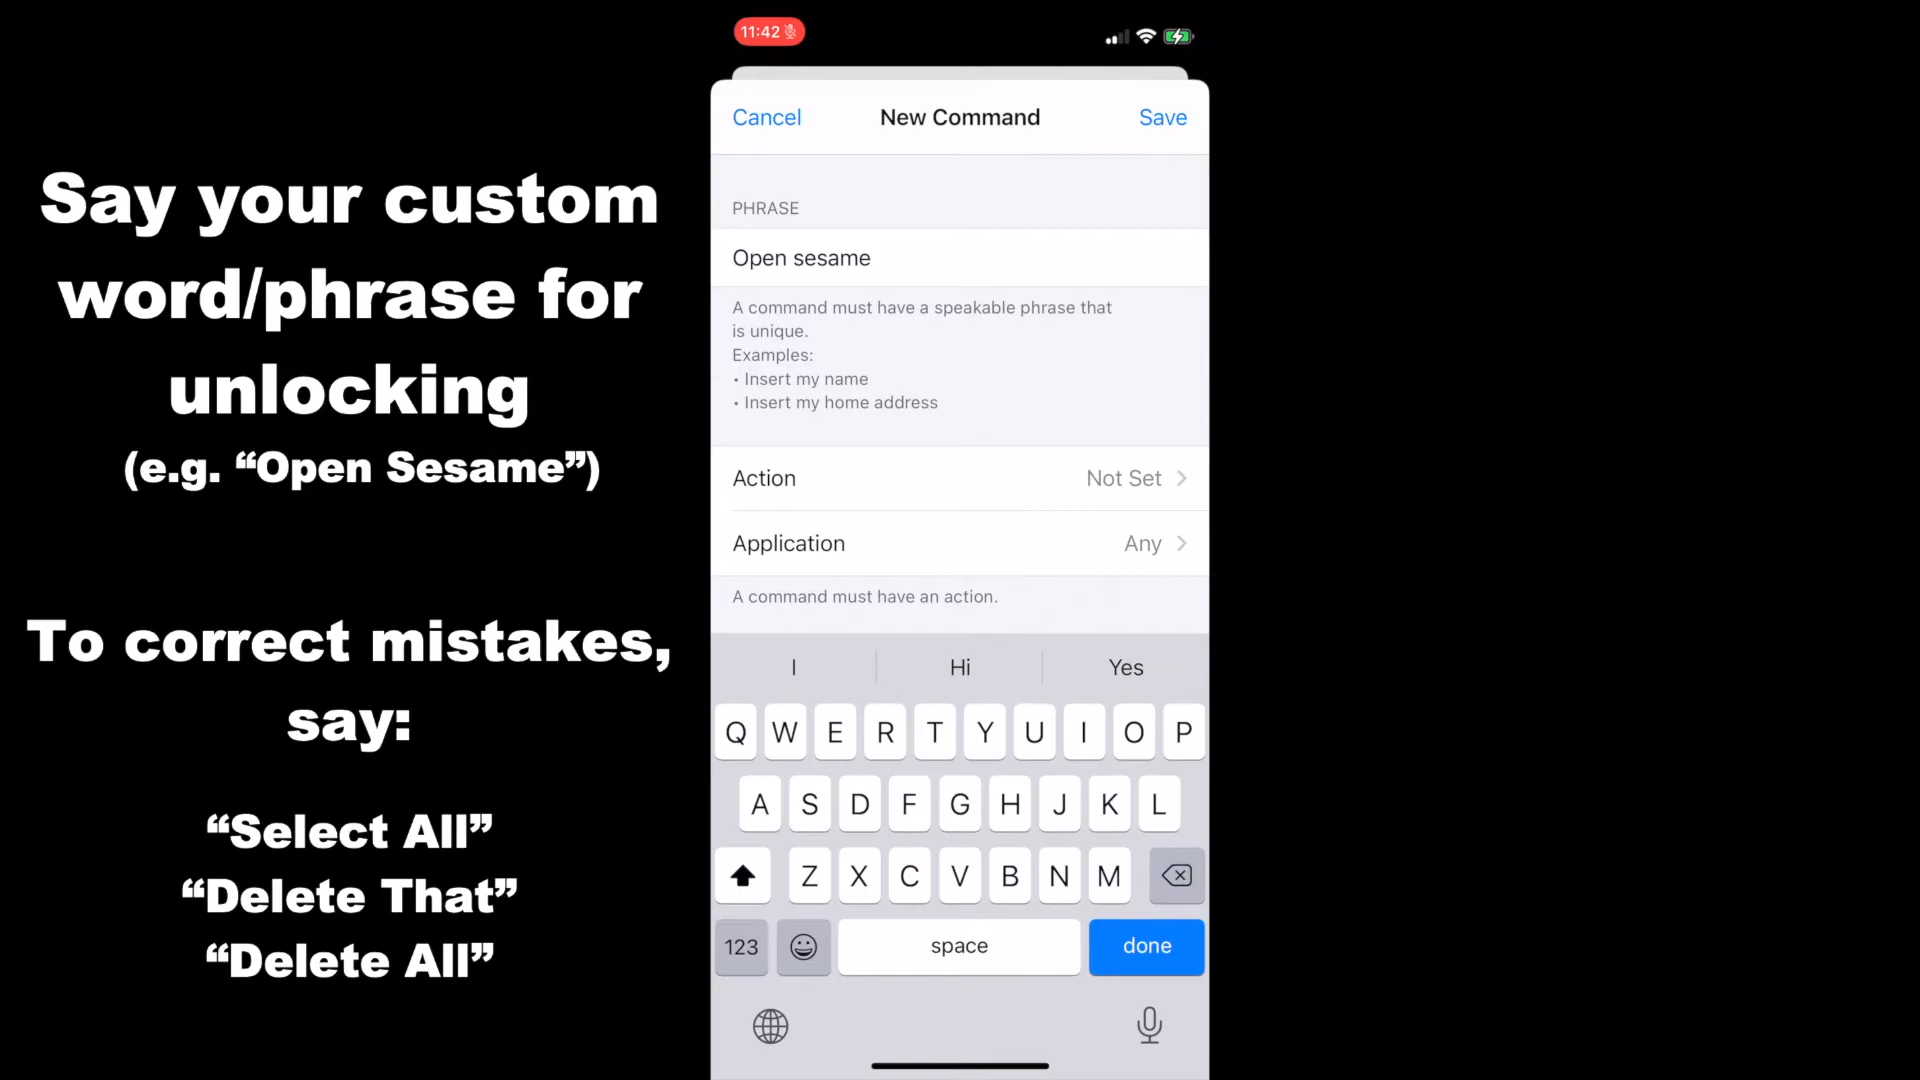 Say your custom
word/phrase for
unlocking
(e.g. “Open Sesame”)
To correct mistakes,
say:
“Select All”
“Delete That”
“Delete All”
11:42
Cancel New Command Save
PHRASE
Open sesame
A command must have a speakable phrase that
is unique.
Examples:
• Insert my name
• Insert my home address
Action Not Set
Application Any
A command must have an action.
I Hi Yes
Q W E R T Y U I O P
A S D F G H J K L
Z X C V B N M
123 space done